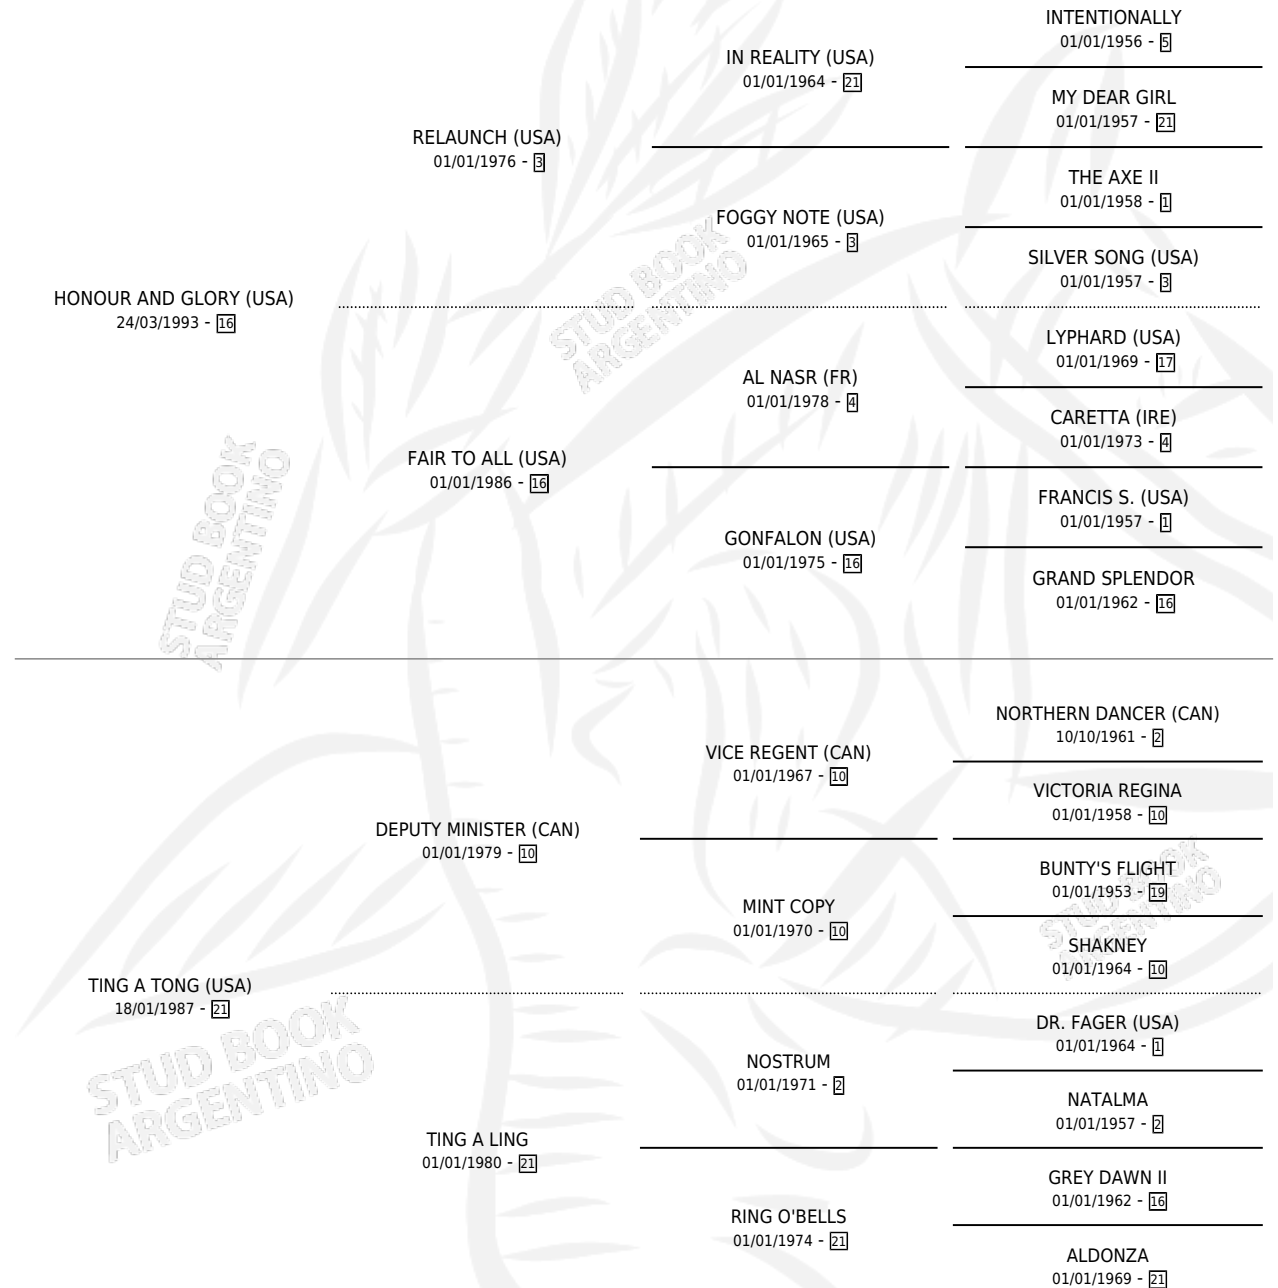 INTENTIONALLY
01/01/1956 - 5
IN REALITY (USA)
01/01/1964 - 21
MY DEAR GIRL
01/01/1957 - 21
RELAUNCH (USA)
01/01/1976 - 3
THE AXE II
01/01/1958 - 1
FOGGY NOTE (USA)
01/01/1965 - 3
SILVER SONG (USA)
01/01/1957 - 3
HONOUR AND GLORY (USA)
24/03/1993 - 16
STUD BOOK
ARGENTINO
LYPHARD (USA)
01/01/1969 - 17
AL NASR (FR)
01/01/1978 - 4
CARETTA (IRE)
01/01/1973 - 4
FAIR TO ALL (USA)
01/01/1986 - 16
FRANCIS S. (USA)
01/01/1957 - 1
GONFALON (USA)
01/01/1975 - 16
GRAND SPLENDOR
01/01/1962 - 16
STUD BOOK
ARGENTINO
NORTHERN DANCER (CAN)
10/10/1961 - 2
VICE REGENT (CAN)
01/01/1967 - 10
VICTORIA REGINA
01/01/1958 - 10
DEPUTY MINISTER (CAN)
01/01/1979 - 10
BUNTY'S FLIGHT
01/01/1953 - 19
MINT COPY
01/01/1970 - 10
STUD BOOK
ARGENTINO
SHAKNEY
01/01/1964 - 10
TING A TONG (USA)
18/01/1987 - 21
DR. FAGER (USA)
01/01/1964 - 1
NOSTRUM
01/01/1971 - 2
STUD BOOK
ARGENTINO
NATALMA
01/01/1957 - 2
TING A LING
01/01/1980 - 21
GREY DAWN II
01/01/1962 - 16
RING O'BELLS
01/01/1974 - 21
ALDONZA
01/01/1969 - 21